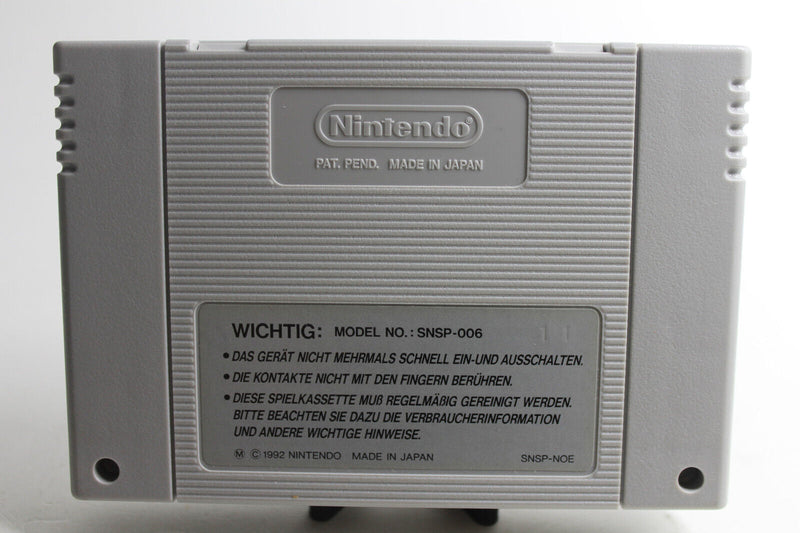 Nintendo®
PAT. PEND. MADE IN JAPAN
WICHTIG: MODEL NO.: SNSP-006 11
• DAS GERÄT NICHT MEHRMALS SCHNELL EIN-UND AUSSCHALTEN.
• DIE KONTAKTE NICHT MIT DEN FINGERN BERÜHREN.
• DIESE SPIELKASSETTE MUß REGELMÄßIG GEREINIGT WERDEN.
BITTE BEACHTEN SIE DAZU DIE VERBRAUCHERINFORMATION
UND ANDERE WICHTIGE HINWEISE.
Ⓜ © 1992 NINTENDO MADE IN JAPAN SNSP-NOE